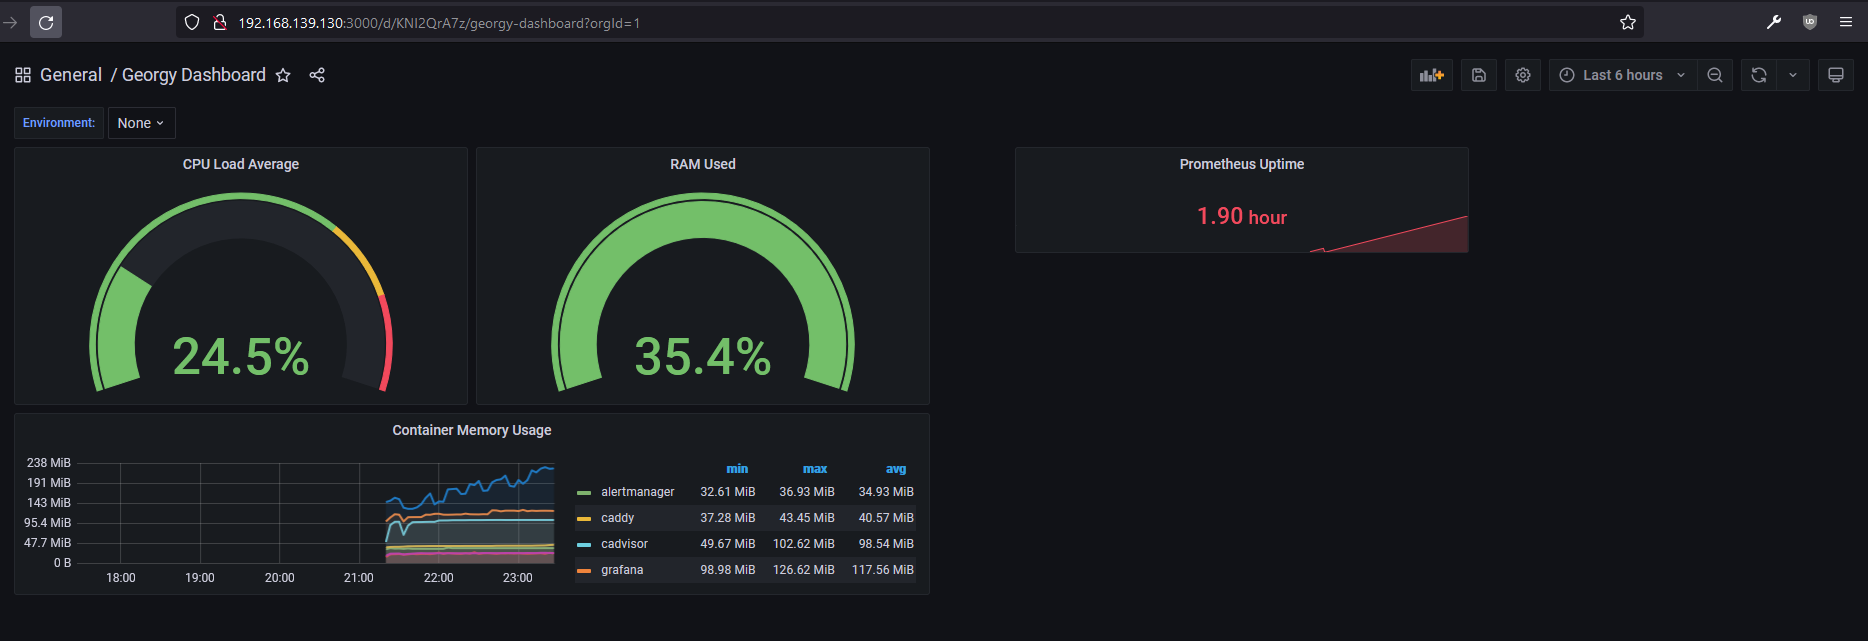 192.168.139.130:3000/d/KNI2QrA7z/georgy-dashboard?orgId=1
General / Georgy Dashboard
Last 6 hours
Environment: None
CPU Load Average
24.5%
RAM Used
35.4%
Prometheus Uptime
1.90 hour
Container Memory Usage
238 MiB
191 MiB
143 MiB
95.4 MiB
47.7 MiB
0 B
18:00 19:00 20:00 21:00 22:00 23:00
min max avg
alertmanager 32.61 MiB 36.93 MiB 34.93 MiB
caddy 37.28 MiB 43.45 MiB 40.57 MiB
cadvisor 49.67 MiB 102.62 MiB 98.54 MiB
grafana 98.98 MiB 126.62 MiB 117.56 MiB